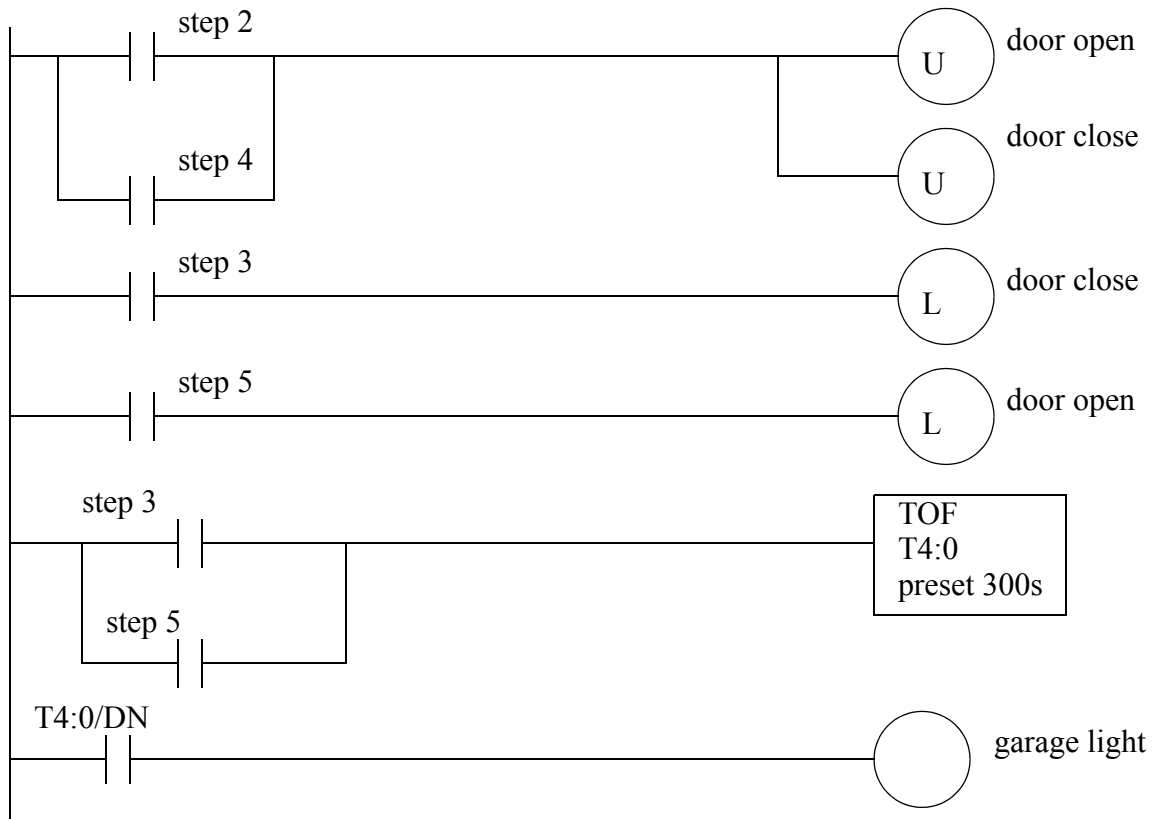 step 2
door open
U
door close
step 4
U
step 3
door close
L
step 5
door open
L
step 3
TOF
T4:0
preset 300s
step 5
T4:0/DN
garage light